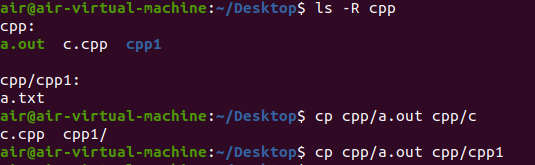 air@air-virtual-machine:~/Desktop$ ls -R cpp
cpp:
a.out  c.cpp  cpp1

cpp/cpp1:
a.txt
air@air-virtual-machine:~/Desktop$ cp cpp/a.out cpp/c
c.cpp  cpp1/
air@air-virtual-machine:~/Desktop$ cp cpp/a.out cpp/cpp1